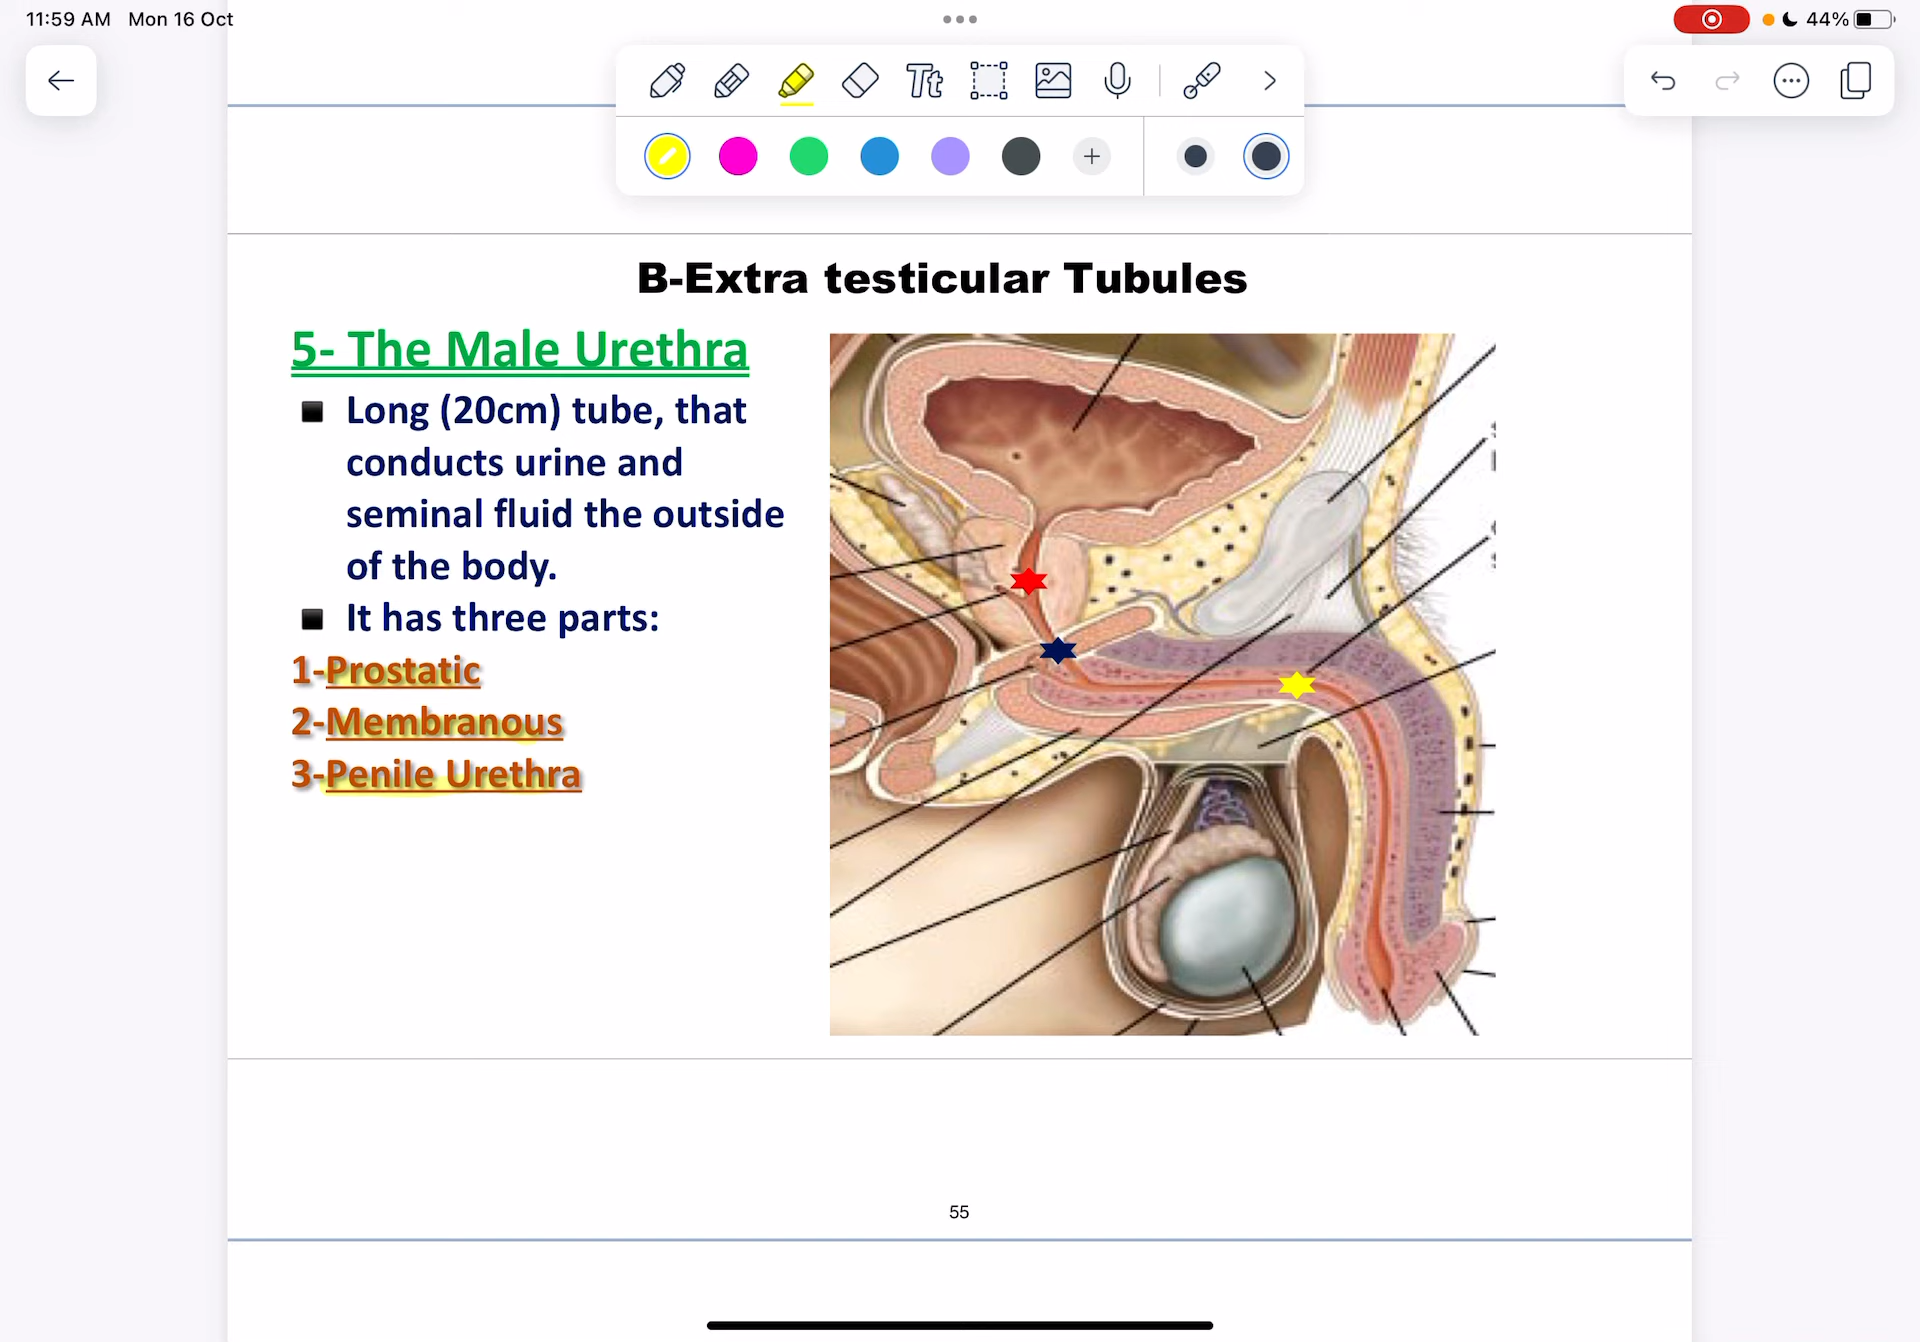 11:59 AM Mon 16 Oct
44%
Tt
B-Extra testicular Tubules
5- The Male Urethra
Long (20cm) tube, that
conducts urine and
seminal fluid the outside
of the body.
It has three parts:
1-Prostatic
2-Membranous
3-Penile Urethra
55